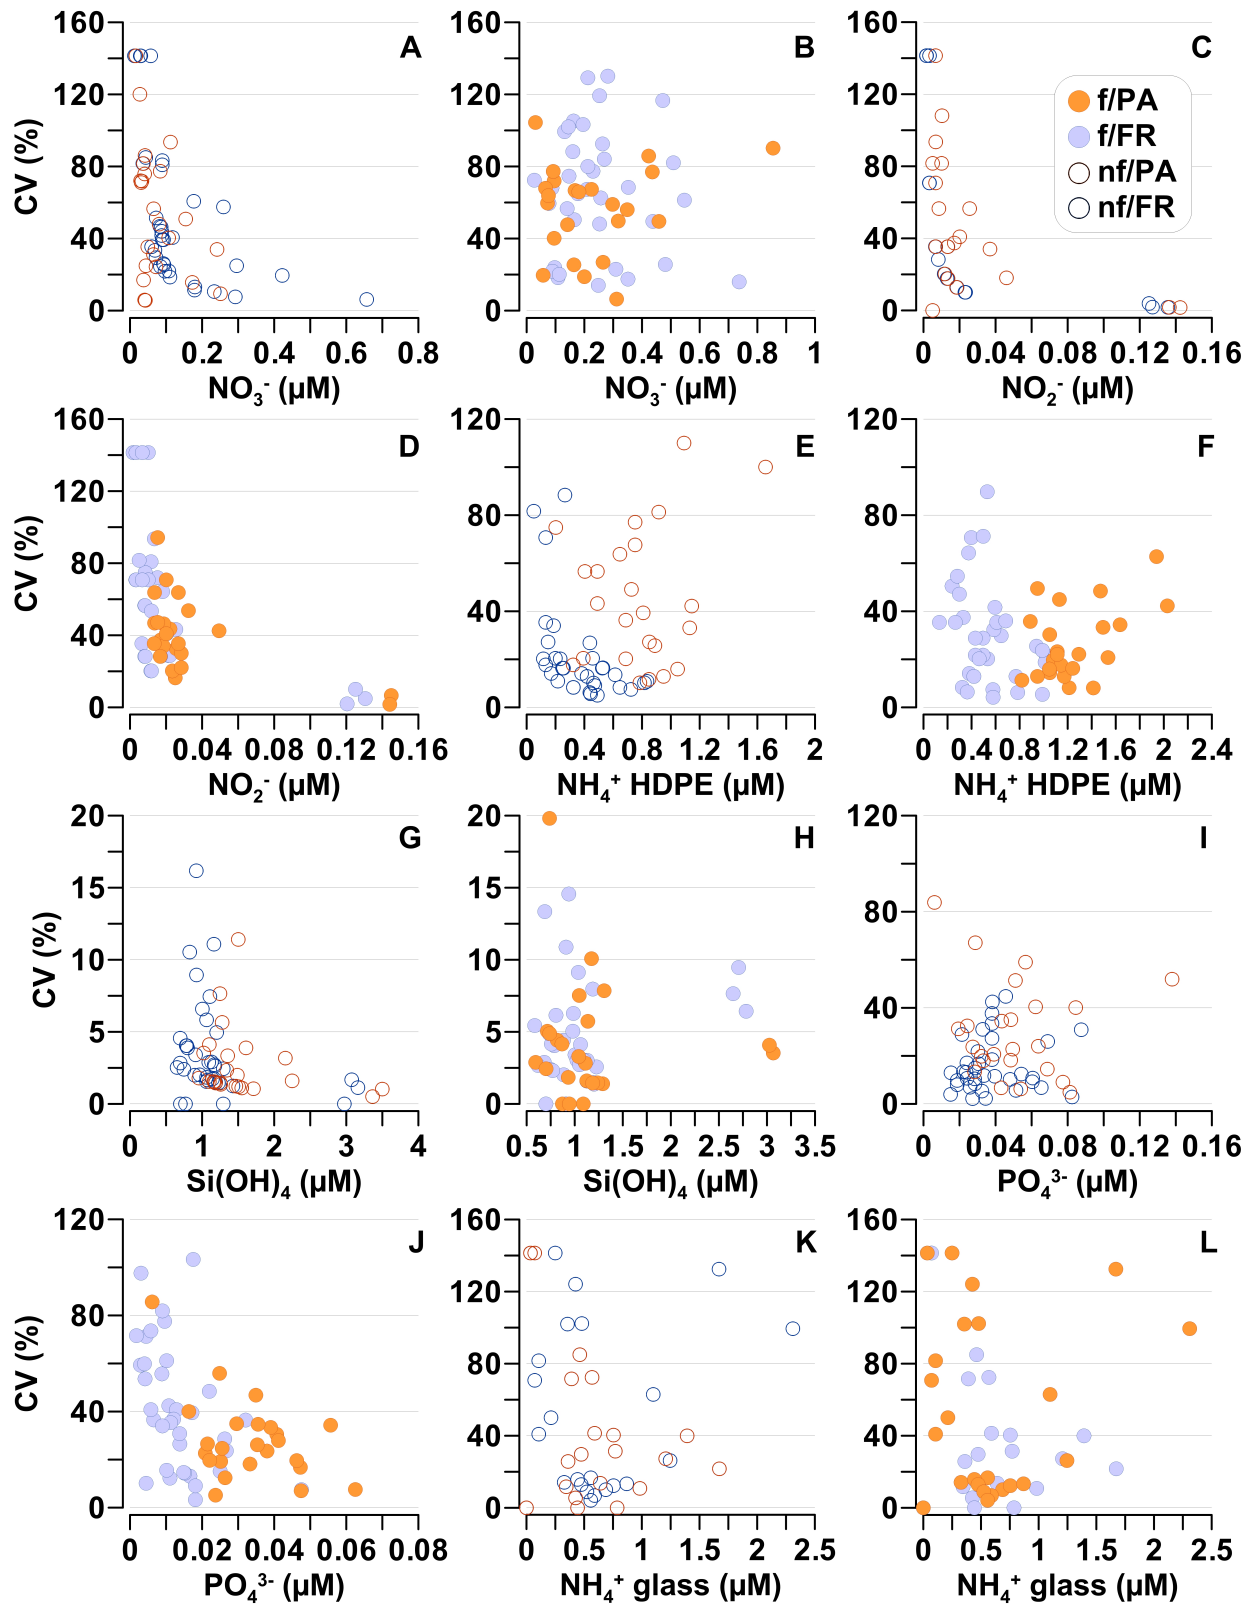 160 120 80 40 0
CV (%)
A
0 0.2 0.4 0.6 0.8
NO₃⁻ (µM)
160 120 80 40 0
B
0 0.2 0.4 0.6 0.8 1
NO₃⁻ (µM)
160 120 80 40 0
C
f/PA
f/FR
nf/PA
nf/FR
0 0.04 0.08 0.12 0.16
NO₂⁻ (µM)
160 120 80 40 0
CV (%)
D
0 0.04 0.08 0.12 0.16
NO₂⁻ (µM)
120 80 40 0
E
0 0.4 0.8 1.2 1.6 2
NH₄⁺ HDPE (µM)
120 80 40 0
F
0 0.4 0.8 1.2 1.6 2 2.4
NH₄⁺ HDPE (µM)
20 15 10 5 0
CV (%)
G
0 1 2 3 4
Si(OH)₄ (µM)
20 15 10 5 0
H
0.5 1 1.5 2 2.5 3 3.5
Si(OH)₄ (µM)
120 80 40 0
I
0 0.04 0.08 0.12 0.16
PO₄³⁻ (µM)
120 80 40 0
CV (%)
J
0 0.02 0.04 0.06 0.08
PO₄³⁻ (µM)
160 120 80 40 0
K
0 0.5 1 1.5 2 2.5
NH₄⁺ glass (µM)
160 120 80 40 0
L
0 0.5 1 1.5 2 2.5
NH₄⁺ glass (µM)